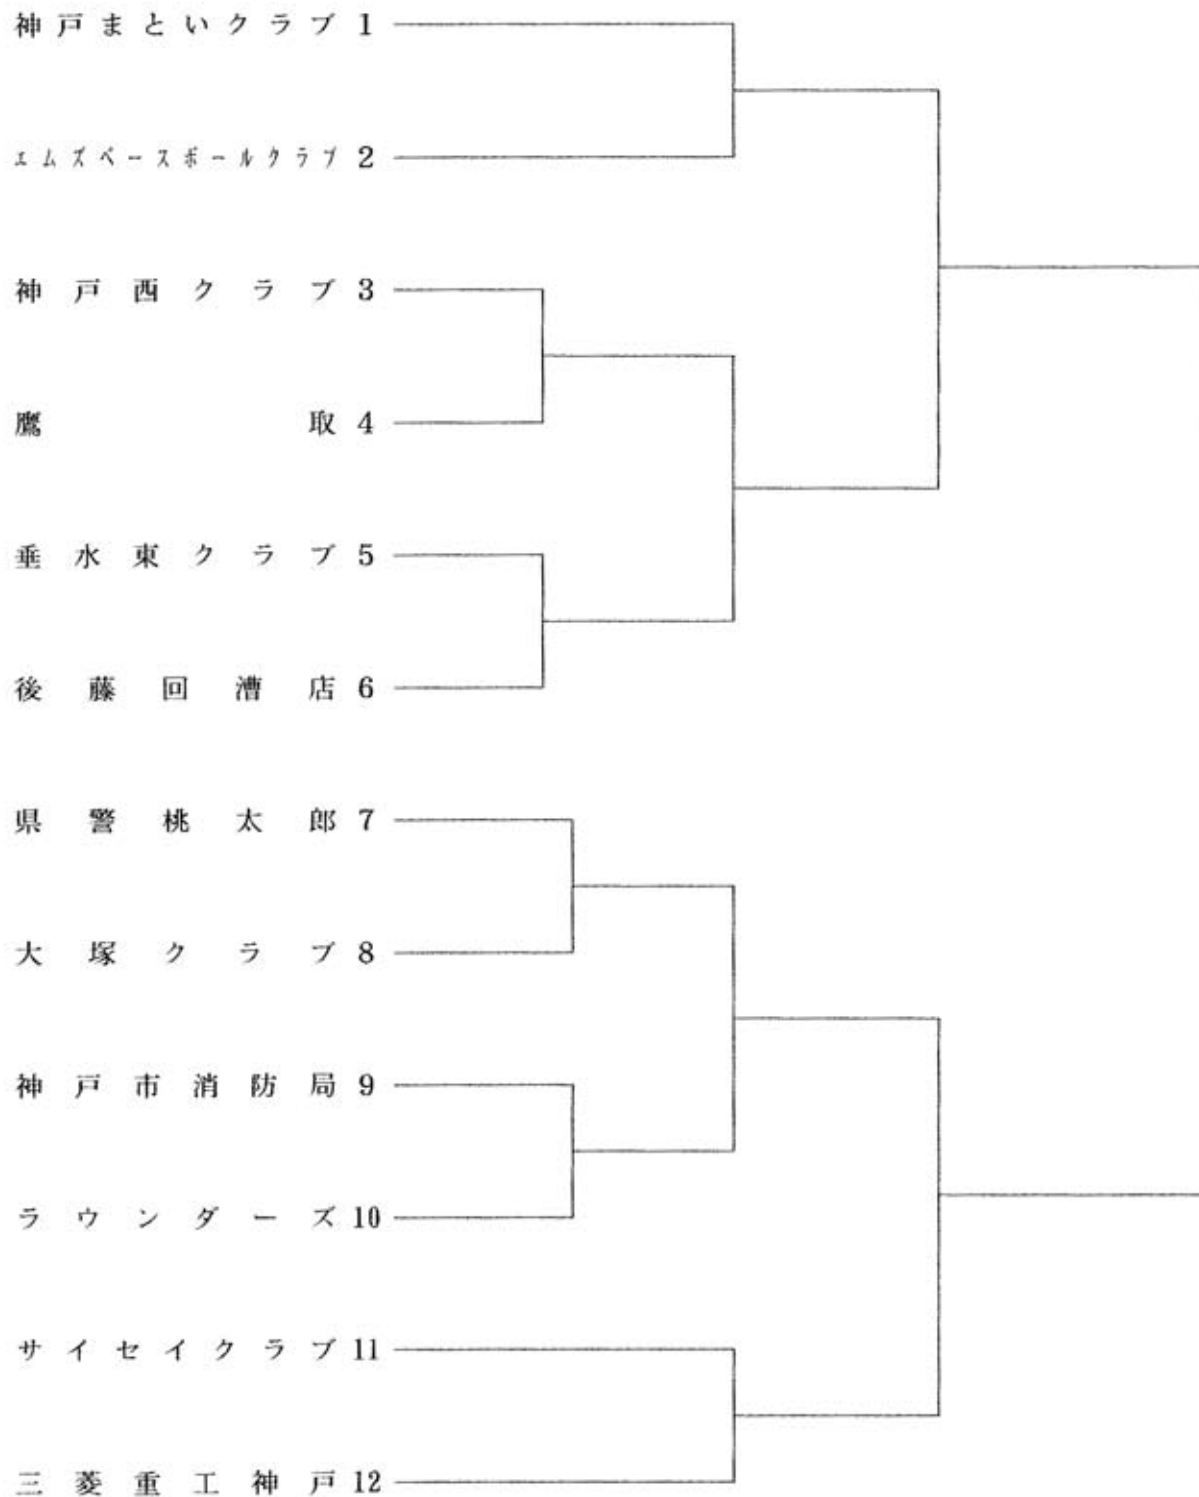 神戸まといクラブ 1
エムズベースボールクラブ 2
神戸西クラブ 3
鷹取 4
垂水東クラブ 5
後藤回漕店 6
県警桃太郎 7
大塚クラブ 8
神戸市消防局 9
ラウンダーズ 10
サイセイクラブ 11
三菱重工神戸 12